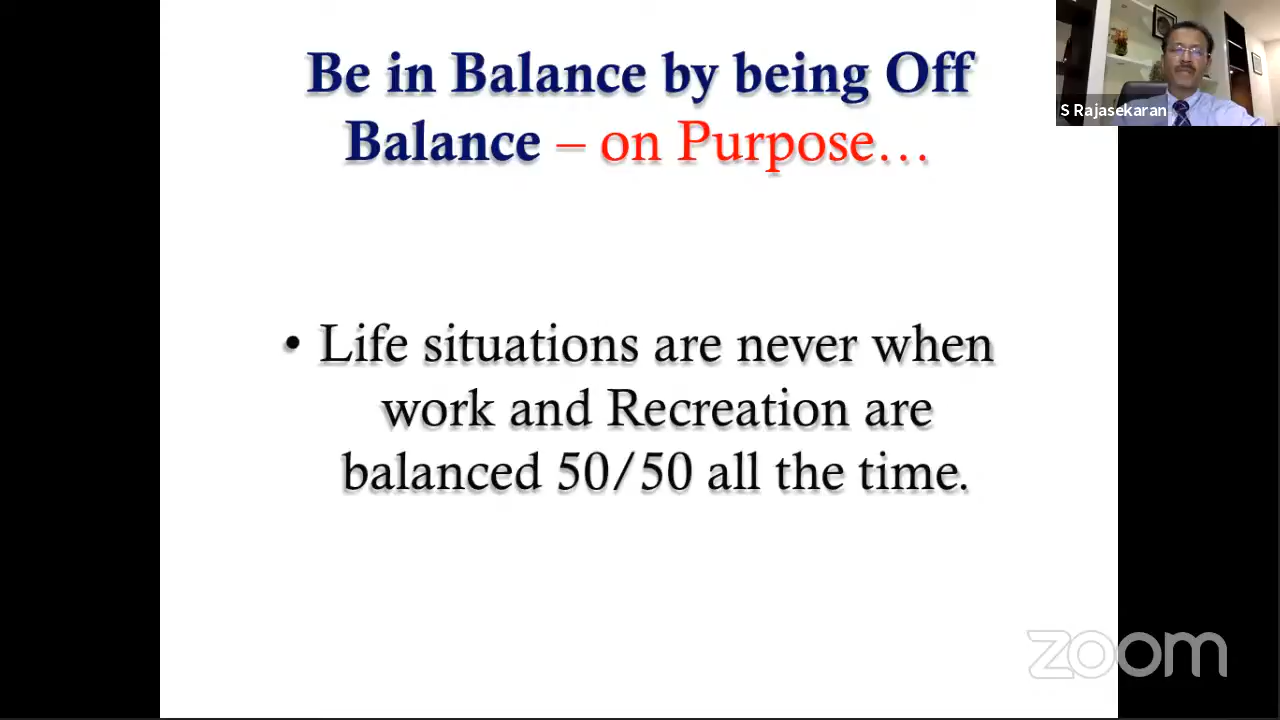 Be in Balance by being Off
Balance – on Purpose…
S Rajasekaran
• Life situations are never when
work and Recreation are
balanced 50/50 all the time.
zoom